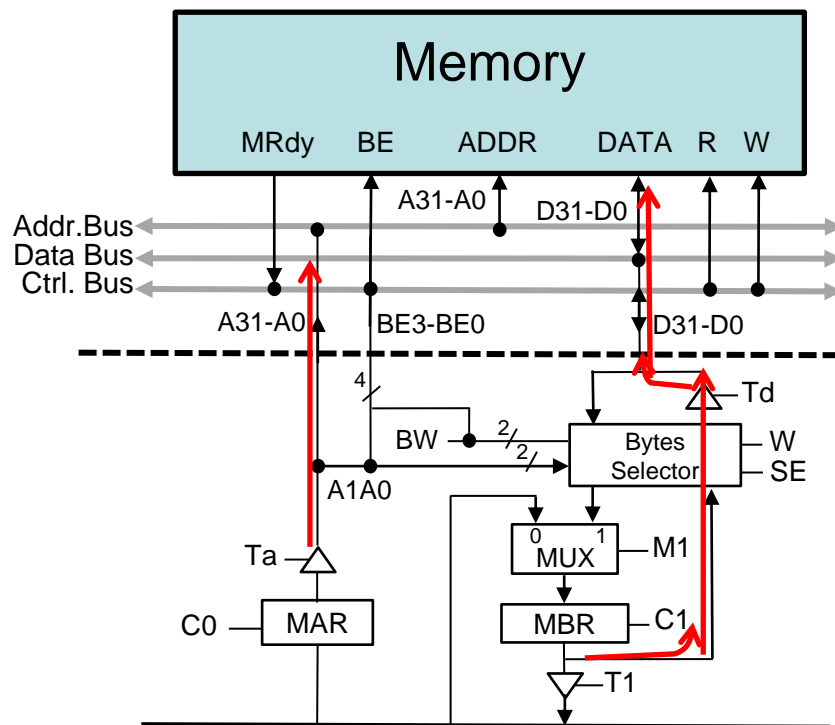 Memory
MRdy BE ADDR DATA R W
A31-A0 D31-D0
Addr.Bus
Data Bus
Ctrl. Bus
A31-A0 BE3-BE0 D31-D0
4
Td
BW 2 Bytes W
2 Selector SE
A1A0
0 1
Ta MUX M1
C0 MAR MBR C1
T1